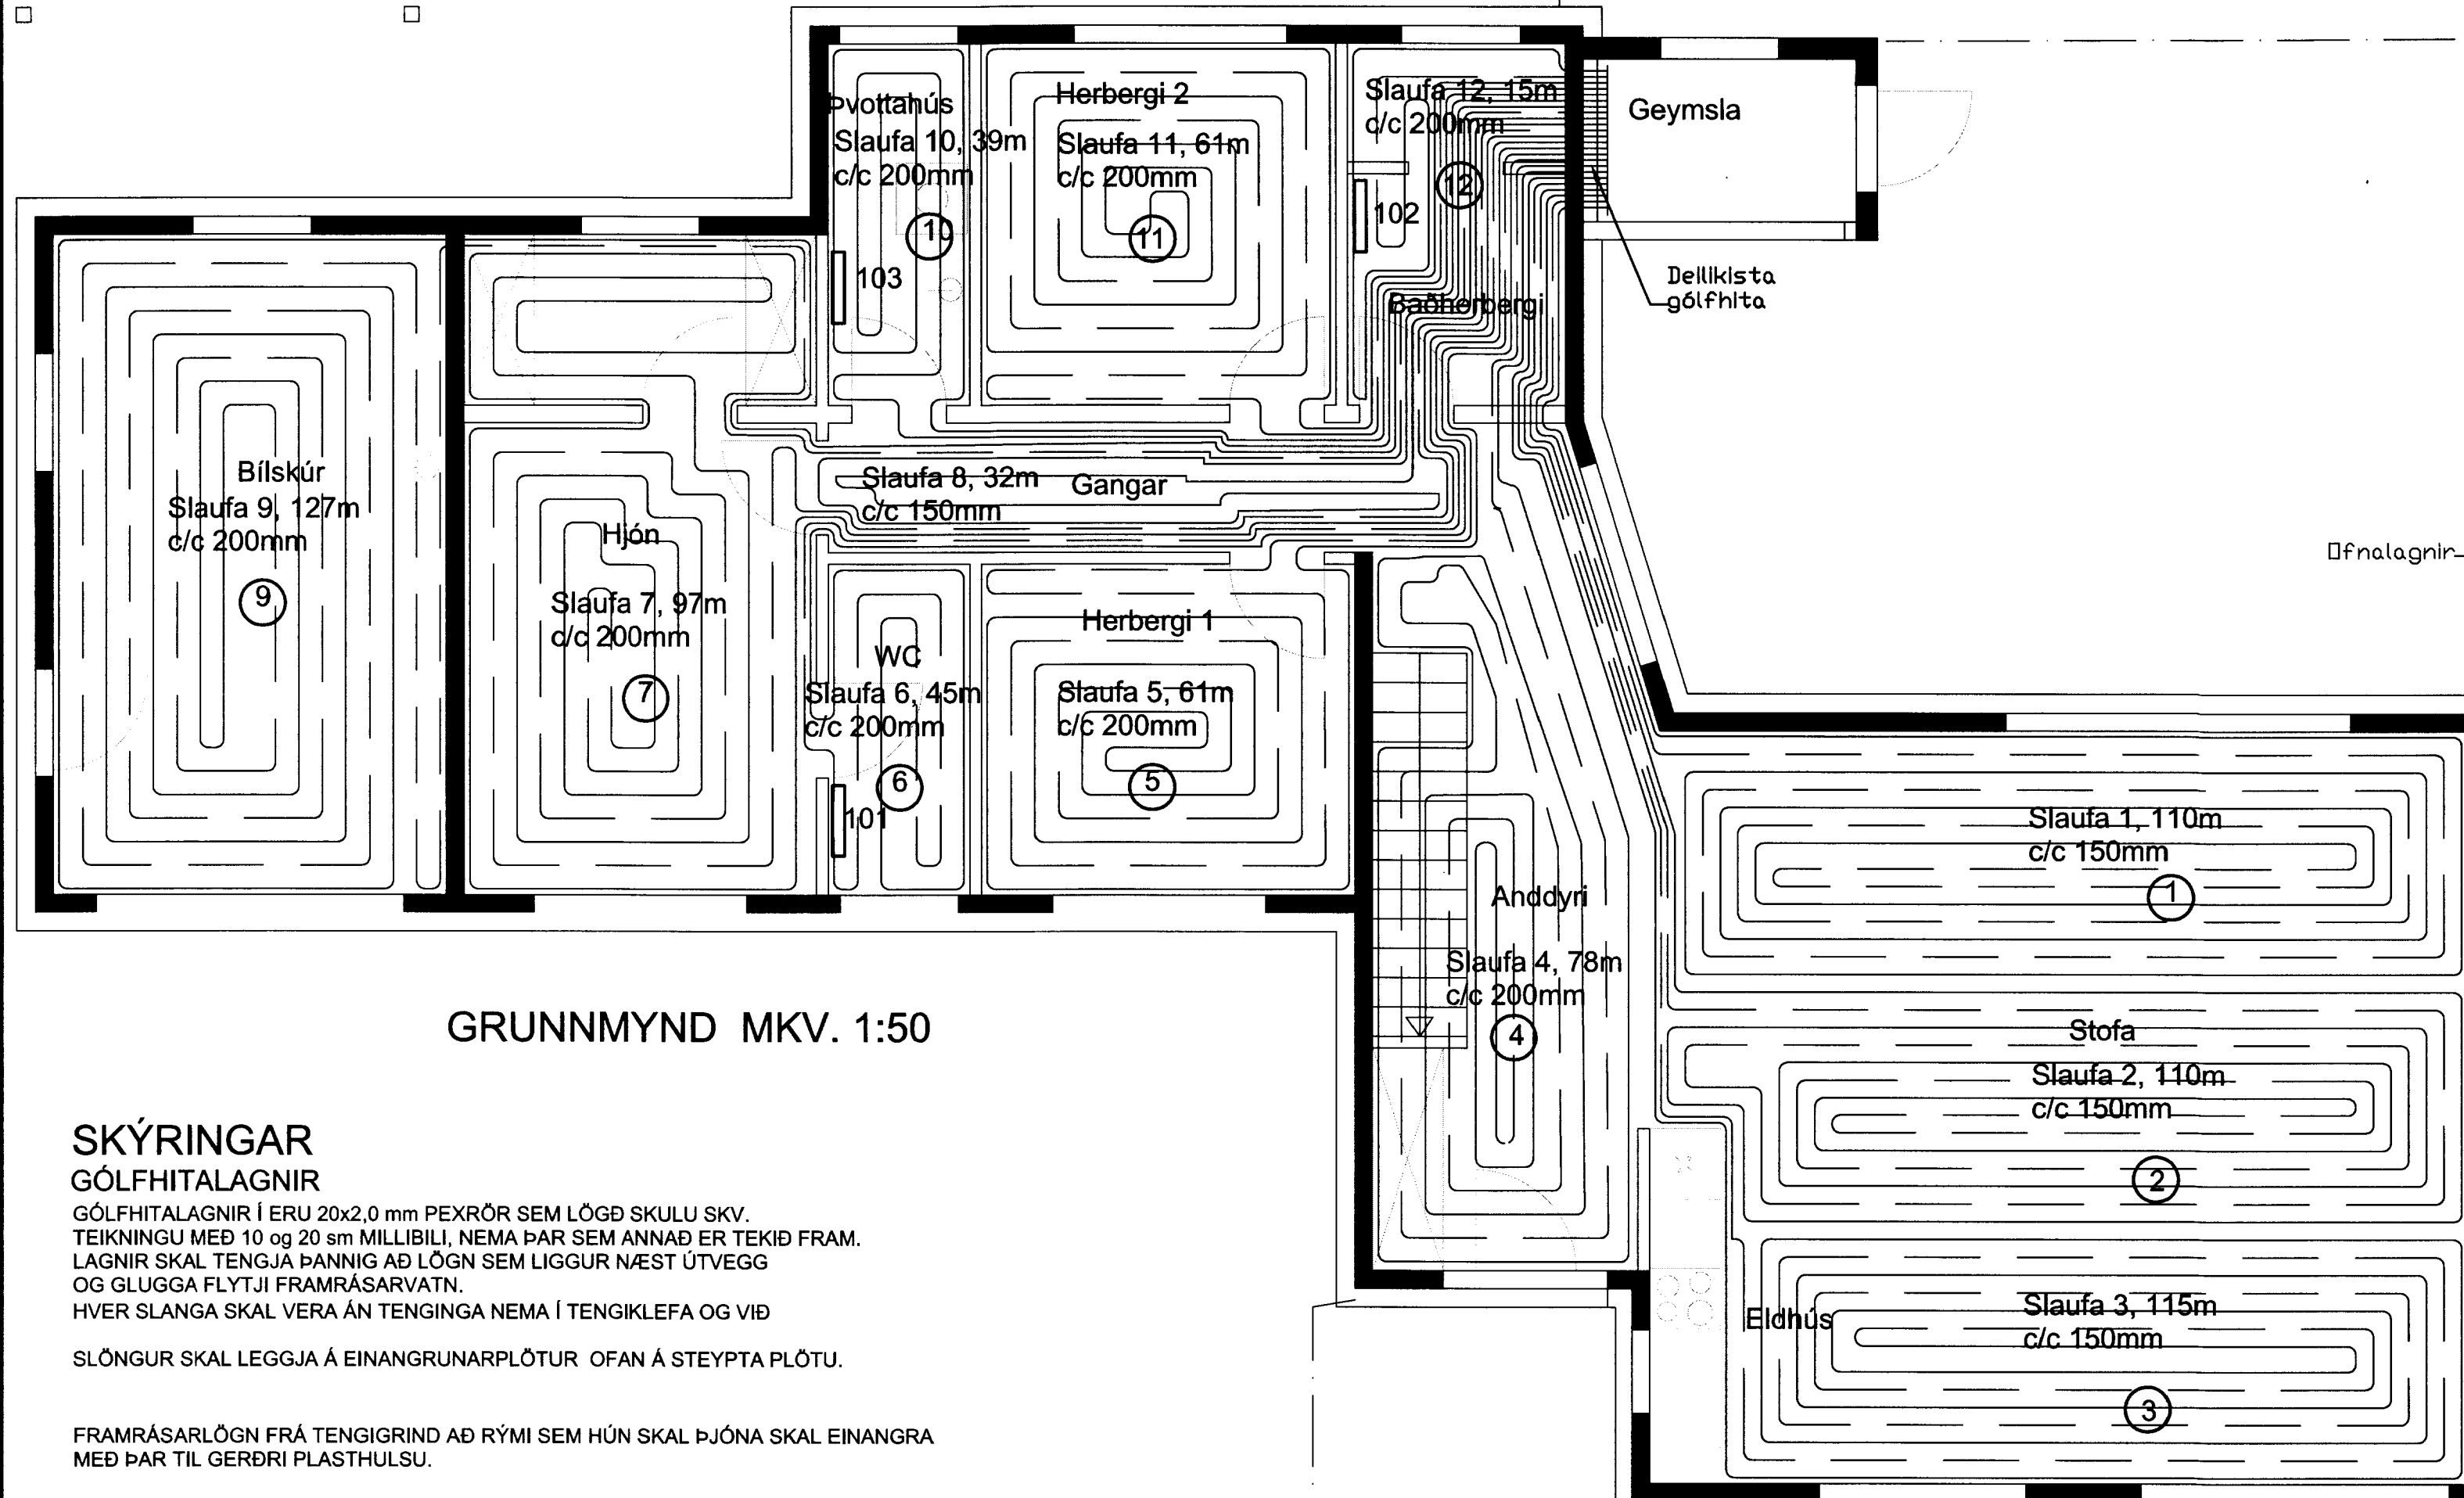 Þvottahús
Slaufa 10, 39m
c/c 200mm
10
103
Herbergi 2
Slaufa 11, 61m
c/c 200mm
11
Slaufa 12, 15m
c/c 200mm
12
102
Baðherbergi
Geymsla
Deilikista
gólfhita
Ofnalagnir
Bílskúr
Slaufa 9, 127m
c/c 200mm
9
Hjón
Slaufa 7, 97m
c/c 200mm
7
Slaufa 8, 32m
c/c 150mm
Gangar
WC
Slaufa 6, 45m
c/c 200mm
6
101
Herbergi 1
Slaufa 5, 61m
c/c 200mm
5
Anddyri
Slaufa 4, 78m
c/c 200mm
4
Slaufa 1, 110m
c/c 150mm
1
Stofa
Slaufa 2, 110m
c/c 150mm
2
Eldhús
Slaufa 3, 115m
c/c 150mm
3
GRUNNMYND MKV. 1:50
SKÝRINGAR
GÓLFHITALAGNIR
GÓLFHITALAGNIR Í ERU 20x2,0 mm PEXRÖR SEM LÖGÐ SKULU SKV.
TEIKNINGU MEÐ 10 og 20 sm MILLIBILI, NEMA ÞAR SEM ANNAÐ ER TEKIÐ FRAM.
LAGNIR SKAL TENGJA ÞANNIG AÐ LÖGN SEM LIGGUR NÆST ÚTVEGG
OG GLUGGA FLYTJI FRAMRÁSARVATN.
HVER SLANGA SKAL VERA ÁN TENGINGA NEMA Í TENGIKLEFA OG VIÐ
SLÖNGUR SKAL LEGGJA Á EINANGRUNARPLÖTUR OFAN Á STEYPTA PLÖTU.
FRAMRÁSARLÖGN FRÁ TENGIGRIND AÐ RÝMI SEM HÚN SKAL ÞJÓNA SKAL EINANGRA
MEÐ ÞAR TIL GERÐRI PLASTHULSU.